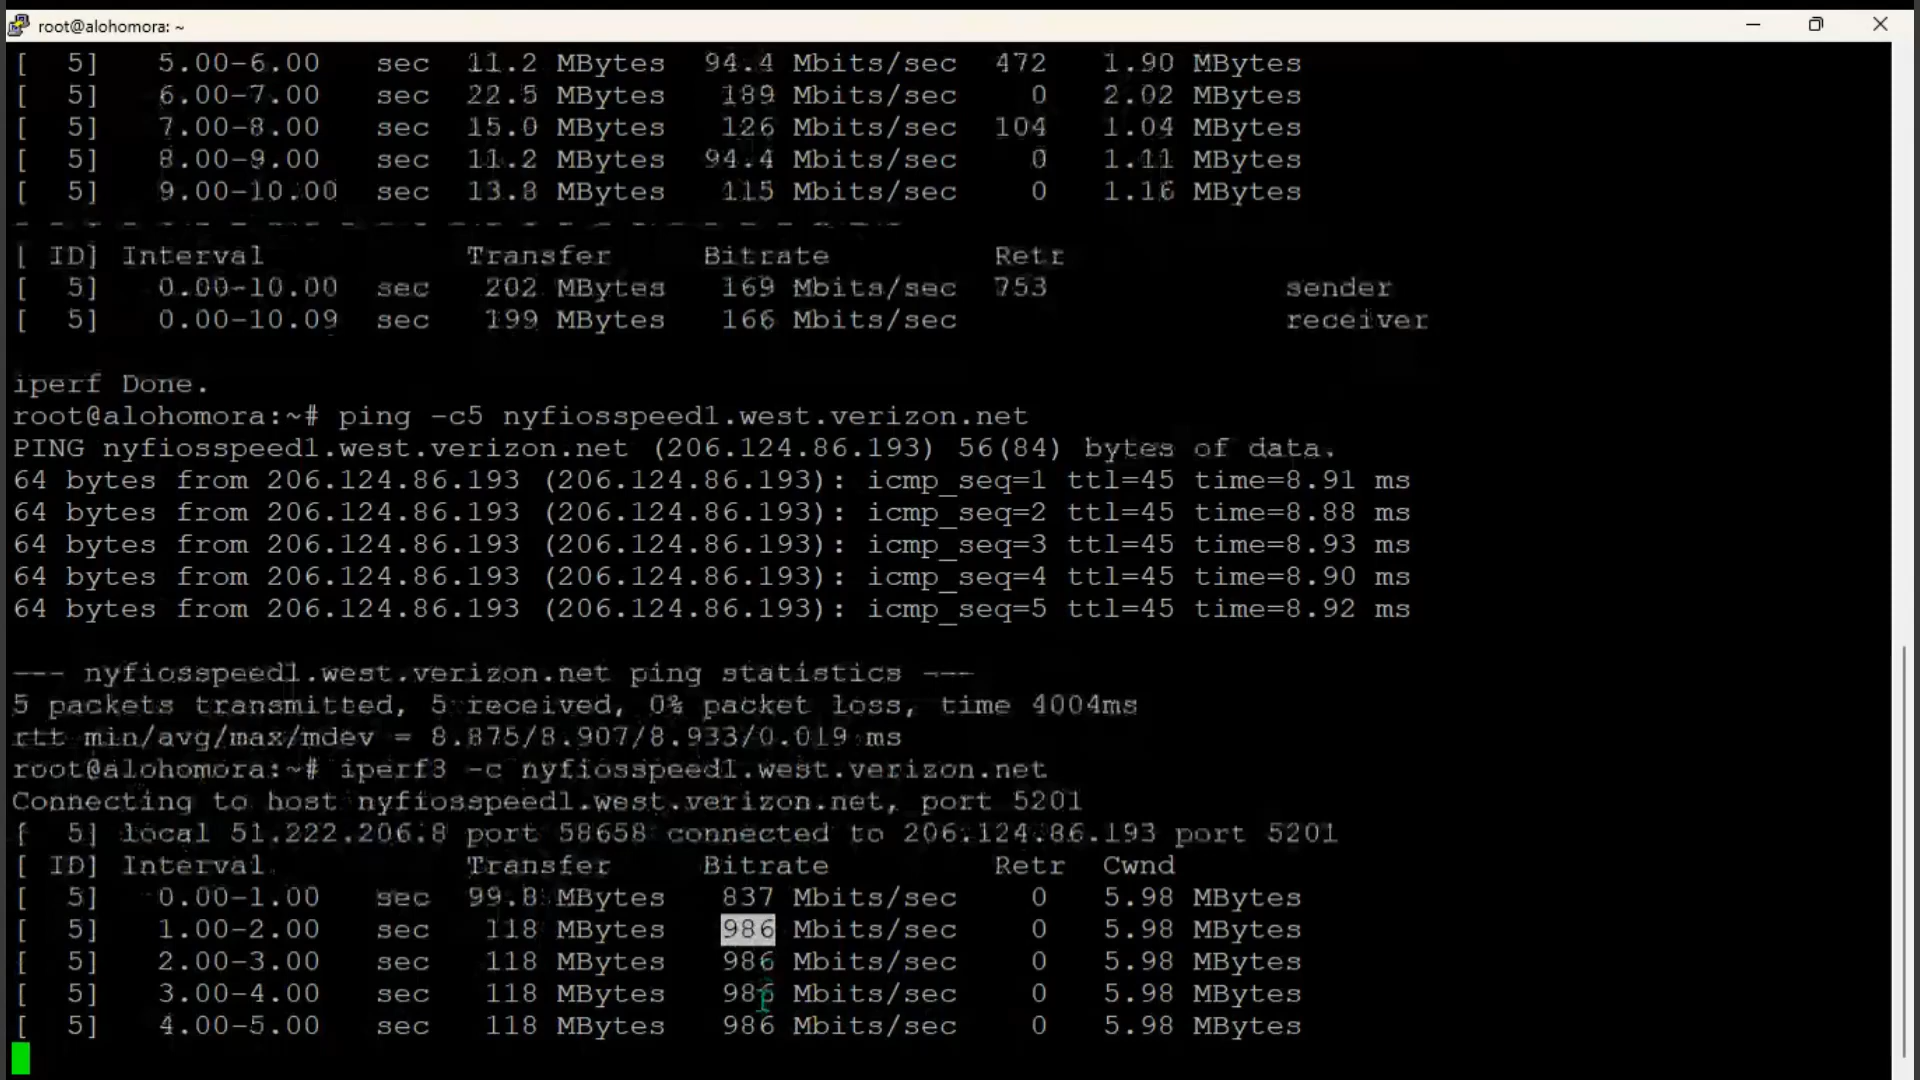 root@alohomora: ~
[  5]   5.00-6.00   sec  11.2 MBytes  94.4 Mbits/sec  472   1.90 MBytes
[  5]   6.00-7.00   sec  22.5 MBytes   189 Mbits/sec    0   2.02 MBytes
[  5]   7.00-8.00   sec  15.0 MBytes   126 Mbits/sec  104   1.04 MBytes
[  5]   8.00-9.00   sec  11.2 MBytes  94.4 Mbits/sec    0   1.11 MBytes
[  5]   9.00-10.00  sec  13.8 MBytes   115 Mbits/sec    0   1.16 MBytes
- - - - - - - - - - - - - - - - - - - - - - - - -
[ ID] Interval           Transfer     Bitrate         Retr
[  5]   0.00-10.00  sec   202 MBytes   169 Mbits/sec  753             sender
[  5]   0.00-10.09  sec   199 MBytes   166 Mbits/sec                  receiver
iperf Done.
root@alohomora:~# ping -c5 nyfiosspeed1.west.verizon.net
PING nyfiosspeed1.west.verizon.net (206.124.86.193) 56(84) bytes of data.
64 bytes from 206.124.86.193 (206.124.86.193): icmp_seq=1 ttl=45 time=8.91 ms
64 bytes from 206.124.86.193 (206.124.86.193): icmp_seq=2 ttl=45 time=8.88 ms
64 bytes from 206.124.86.193 (206.124.86.193): icmp_seq=3 ttl=45 time=8.93 ms
64 bytes from 206.124.86.193 (206.124.86.193): icmp_seq=4 ttl=45 time=8.90 ms
64 bytes from 206.124.86.193 (206.124.86.193): icmp_seq=5 ttl=45 time=8.92 ms
--- nyfiosspeed1.west.verizon.net ping statistics ---
5 packets transmitted, 5 received, 0% packet loss, time 4004ms
rtt min/avg/max/mdev = 8.875/8.907/8.933/0.019 ms
root@alohomora:~# iperf3 -c nyfiosspeed1.west.verizon.net
Connecting to host nyfiosspeed1.west.verizon.net, port 5201
[  5] local 51.222.206.8 port 58658 connected to 206.124.86.193 port 5201
[ ID] Interval           Transfer     Bitrate         Retr  Cwnd
[  5]   0.00-1.00   sec  99.8 MBytes   837 Mbits/sec    0   5.98 MBytes
[  5]   1.00-2.00   sec   118 MBytes   986 Mbits/sec    0   5.98 MBytes
[  5]   2.00-3.00   sec   118 MBytes   986 Mbits/sec    0   5.98 MBytes
[  5]   3.00-4.00   sec   118 MBytes   986 Mbits/sec    0   5.98 MBytes
[  5]   4.00-5.00   sec   118 MBytes   986 Mbits/sec    0   5.98 MBytes